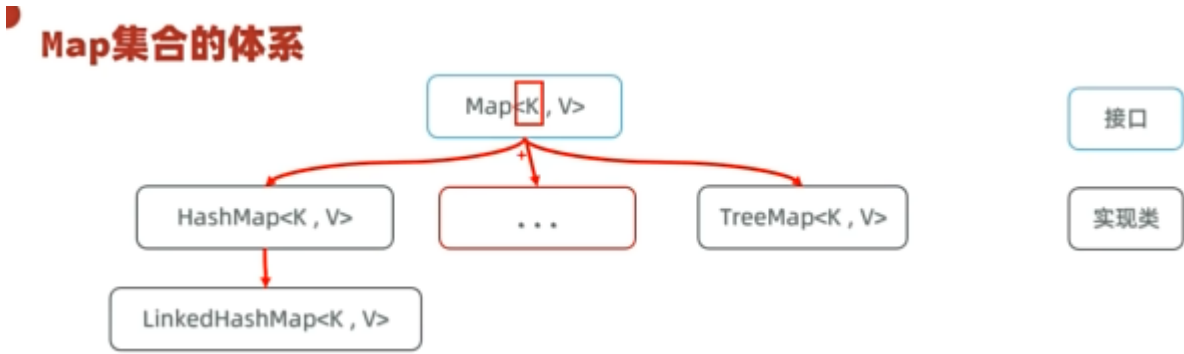 Map集合的体系
Map<K , V>
接口
HashMap<K , V>
...
TreeMap<K , V>
实现类
LinkedHashMap<K , V>